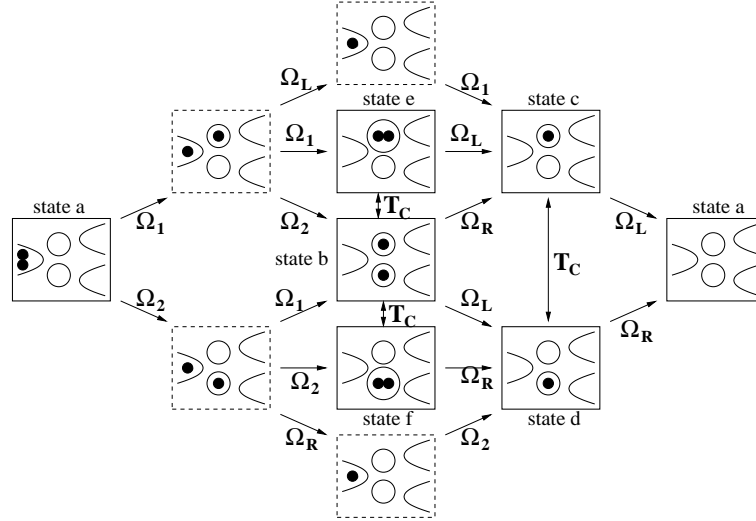 Ω_L
Ω_1
state e
state c
Ω_1
Ω_L
state a
Ω_1
Ω_2
T_C
Ω_R
Ω_L
state a
state b
T_C
Ω_2
Ω_1
T_C
Ω_L
Ω_R
Ω_2
Ω_R
Ω_R
state f
state d
Ω_2